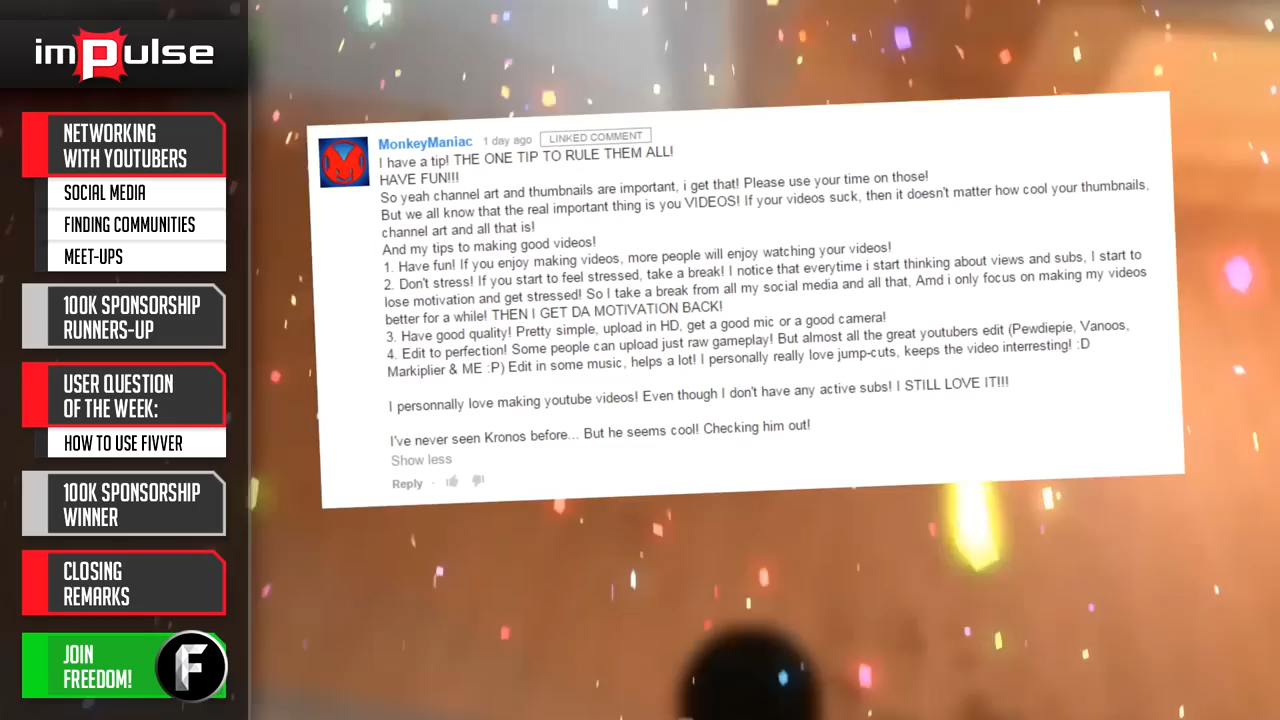 imPulse
NETWORKING
WITH YOUTUBERS
SOCIAL MEDIA
FINDING COMMUNITIES
MEET-UPS
100K SPONSORSHIP
RUNNERS-UP
USER QUESTION
OF THE WEEK:
HOW TO USE FIVVER
100K SPONSORSHIP
WINNER
CLOSING
REMARKS
JOIN
FREEDOM!
F
MonkeyManiac 1 day ago LINKED COMMENT
I have a tip! THE ONE TIP TO RULE THEM ALL!
HAVE FUN!!!
So yeah channel art and thumbnails are important, i get that! Please use your time on those!
But we all know that the real important thing is you VIDEOS! If your videos suck, then it doesn't matter how cool your thumbnails,
channel art and all that is!
And my tips to making good videos!
1. Have fun! If you enjoy making videos, more people will enjoy watching your videos!
2. Don't stress! If you start to feel stressed, take a break! I notice that everytime i start thinking about views and subs, I start to
lose motivation and get stressed! So I take a break from all my social media and all that, Amd i only focus on making my videos
better for a while! THEN I GET DA MOTIVATION BACK!
3. Have good quality! Pretty simple, upload in HD, get a good mic or a good camera!
4. Edit to perfection! Some people can upload just raw gameplay! But almost all the great youtubers edit (Pewdiepie, Vanoos,
Markiplier & ME :P) Edit in some music, helps a lot! I personally really love jump-cuts, keeps the video interresting! :D
I personnally love making youtube videos! Even though I don't have any active subs! I STILL LOVE IT!!!
I've never seen Kronos before... But he seems cool! Checking him out!
Show less
Reply